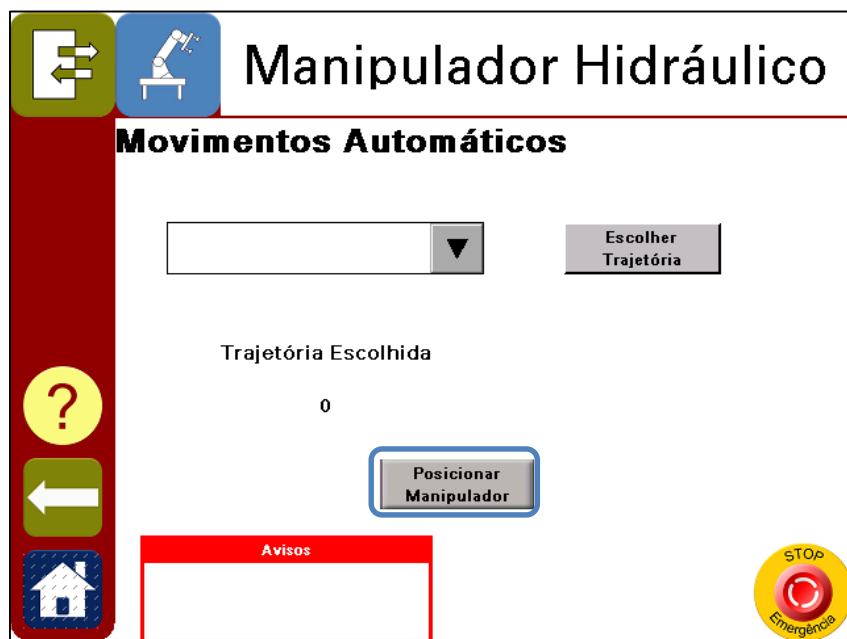 Manipulador Hidráulico
Movimentos Automáticos
Escolher
Trajetória
Trajetória Escolhida
0
?
Posicionar
Manipulador
Avisos
STOP
Emergência